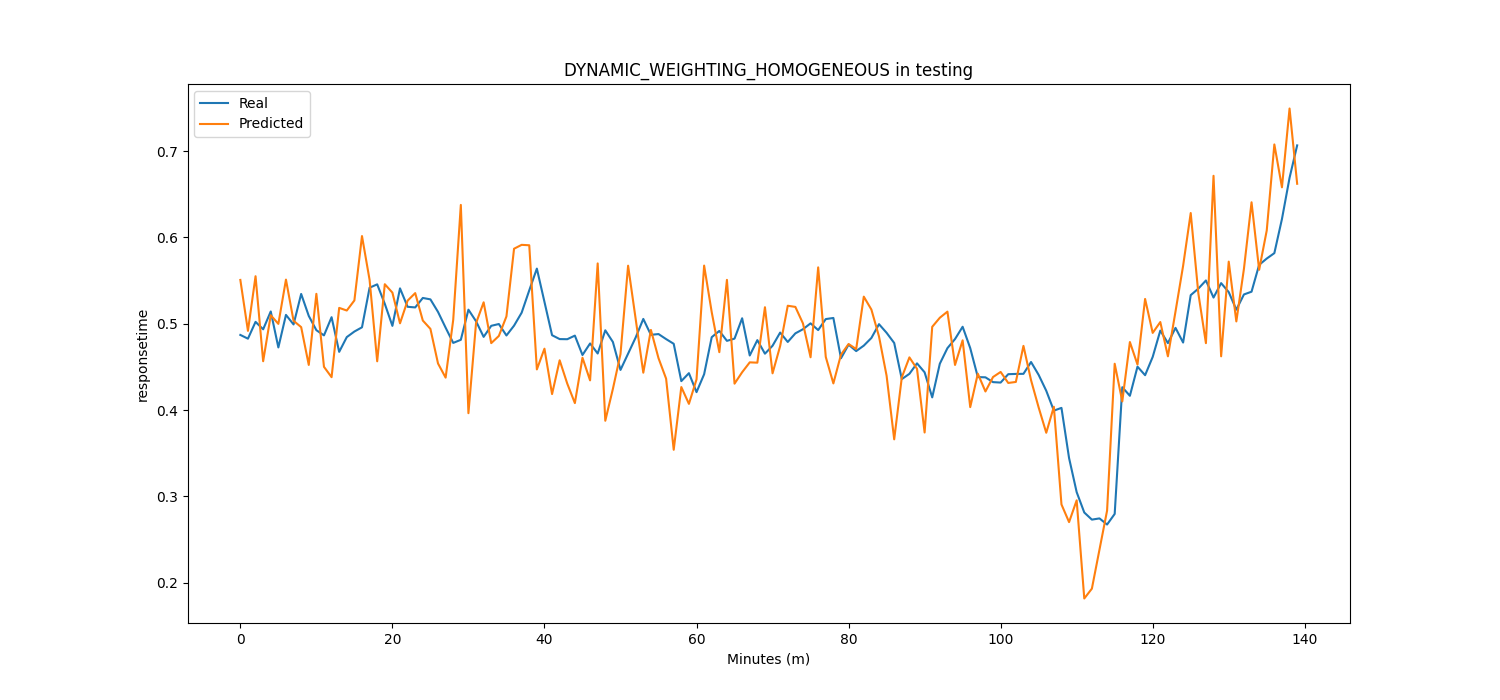 DYNAMIC_WEIGHTING_HOMOGENEOUS in testing
Real
Predicted
0.7
0.6
0.5
0.4
0.3
0.2
responsetime
0 20 40 60 80 100 120 140
Minutes (m)